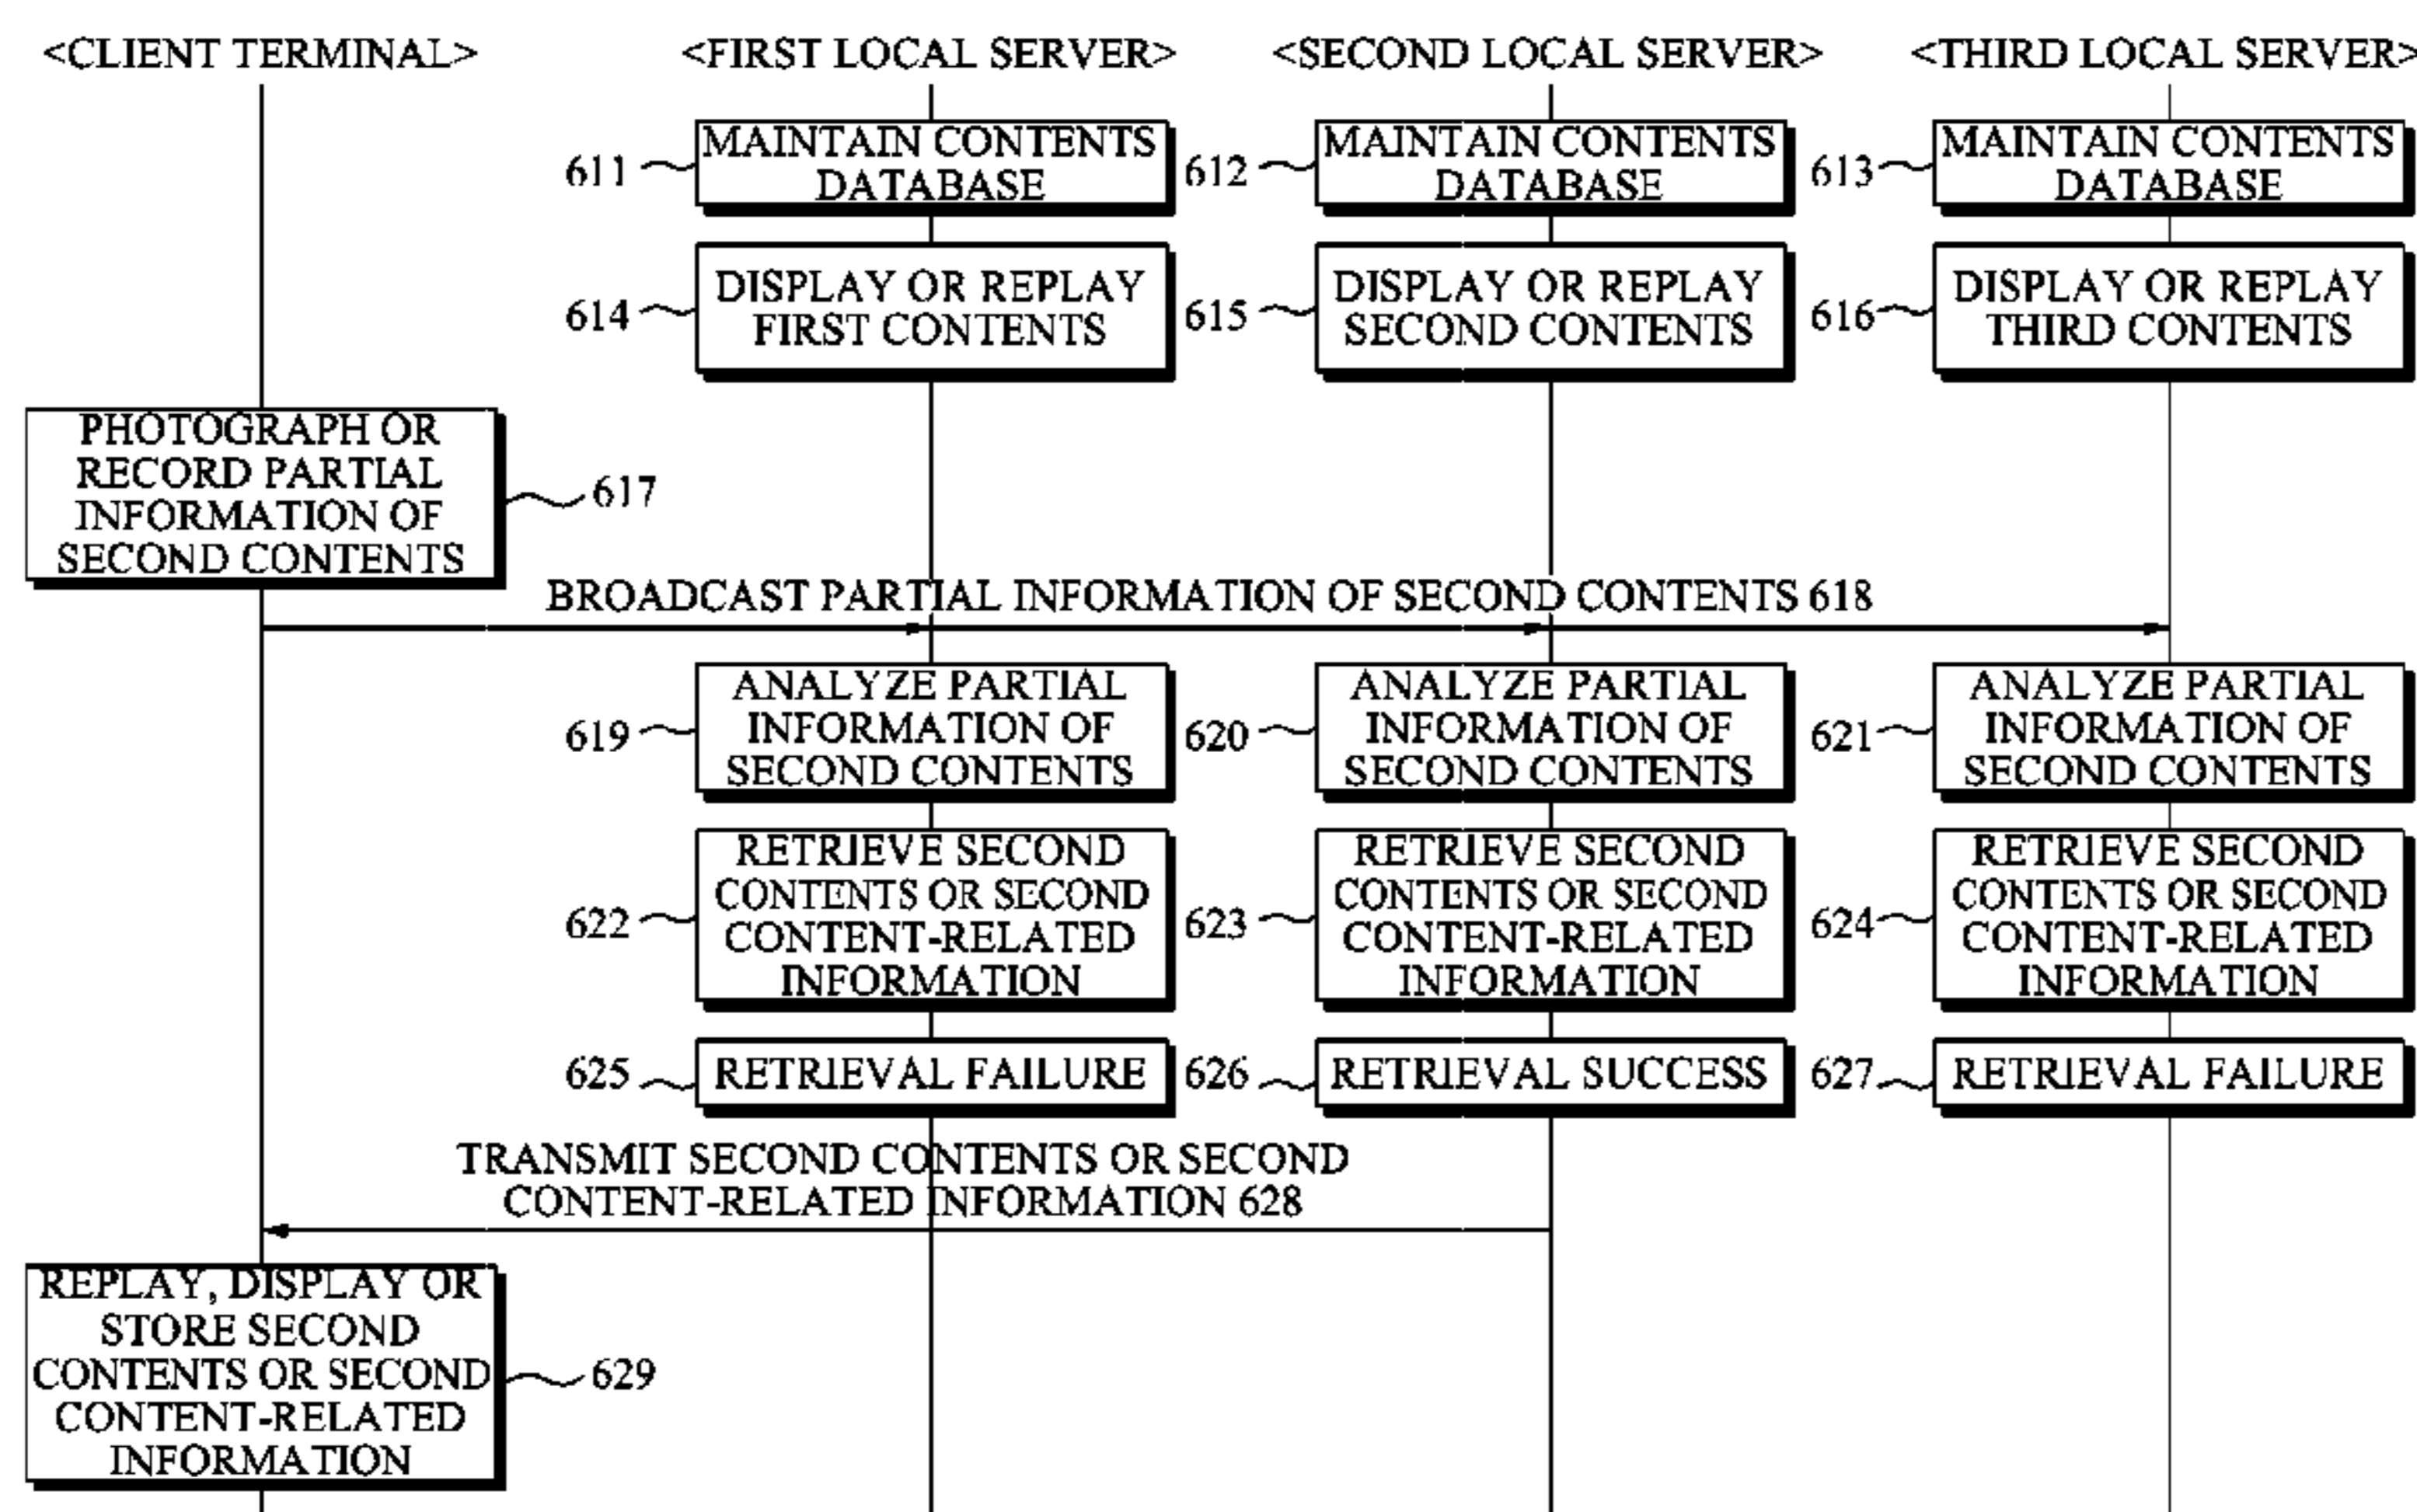 <CLIENT TERMINAL> <FIRST LOCAL SERVER> <SECOND LOCAL SERVER> <THIRD LOCAL SERVER>
611
MAINTAIN CONTENTS
DATABASE
612
MAINTAIN CONTENTS
DATABASE
613
MAINTAIN CONTENTS
DATABASE
614
DISPLAY OR REPLAY
FIRST CONTENTS
615
DISPLAY OR REPLAY
SECOND CONTENTS
616
DISPLAY OR REPLAY
THIRD CONTENTS
PHOTOGRAPH OR
RECORD PARTIAL
INFORMATION OF
SECOND CONTENTS
617
BROADCAST PARTIAL INFORMATION OF SECOND CONTENTS 618
619
ANALYZE PARTIAL
INFORMATION OF
SECOND CONTENTS
620
ANALYZE PARTIAL
INFORMATION OF
SECOND CONTENTS
621
ANALYZE PARTIAL
INFORMATION OF
SECOND CONTENTS
622
RETRIEVE SECOND
CONTENTS OR SECOND
CONTENT-RELATED
INFORMATION
623
RETRIEVE SECOND
CONTENTS OR SECOND
CONTENT-RELATED
INFORMATION
624
RETRIEVE SECOND
CONTENTS OR SECOND
CONTENT-RELATED
INFORMATION
625
RETRIEVAL FAILURE
626
RETRIEVAL SUCCESS
627
RETRIEVAL FAILURE
TRANSMIT SECOND CONTENTS OR SECOND
CONTENT-RELATED INFORMATION 628
REPLAY, DISPLAY OR
STORE SECOND
CONTENTS OR SECOND
CONTENT-RELATED
INFORMATION
629